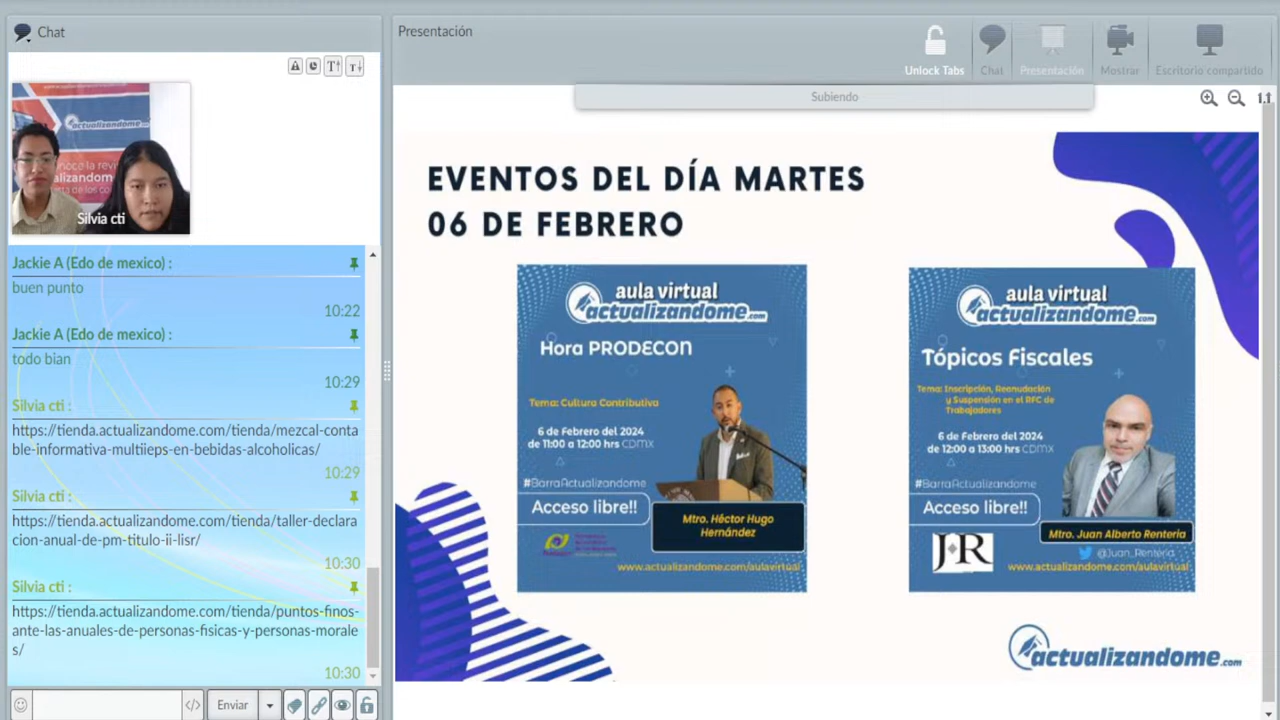 Chat
Presentación
Unlock Tabs
Chat
Presentación
Mostrar
Escritorio compartido
Subiendo
1:1
T T
actualizandome.com
alizandom
Silvia cti
Jackie A (Edo de mexico) :
buen punto
10:22
Jackie A (Edo de mexico) :
todo bian
10:29
Silvia cti :
https://tienda.actualizandome.com/tienda/mezcal-conta
ble-informativa-multiieps-en-bebidas-alcoholicas/
10:29
Silvia cti :
https://tienda.actualizandome.com/tienda/taller-declara
cion-anual-de-pm-titulo-ii-lisr/
10:30
Silvia cti :
https://tienda.actualizandome.com/tienda/puntos-finos-
ante-las-anuales-de-personas-fisicas-y-personas-morale
s/
10:30
</>
Enviar
EVENTOS DEL DÍA MARTES
06 DE FEBRERO
aula virtual
actualizandome.com
Hora PRODECON
Tema: Cultura Contributiva
6 de Febrero del 2024
de 11:00 a 12:00 hrs CDMX
#BarraActualizandome
Acceso libre!!
Mtro. Héctor Hugo
Hernández
www.actualizandome.com/aulavirtual
aula virtual
actualizandome.com
Tópicos Fiscales
Tema: Inscripción, Reanudación
y Suspensión en el RFC de
Trabajadores
6 de Febrero del 2024
de 12:00 a 13:00 hrs CDMX
#BarraActualizandome
Acceso libre!!
Mtro. Juan Alberto Renteria
J R
@Juan_Renteria
www.actualizandome.com/aulavirtual
actualizandome.com